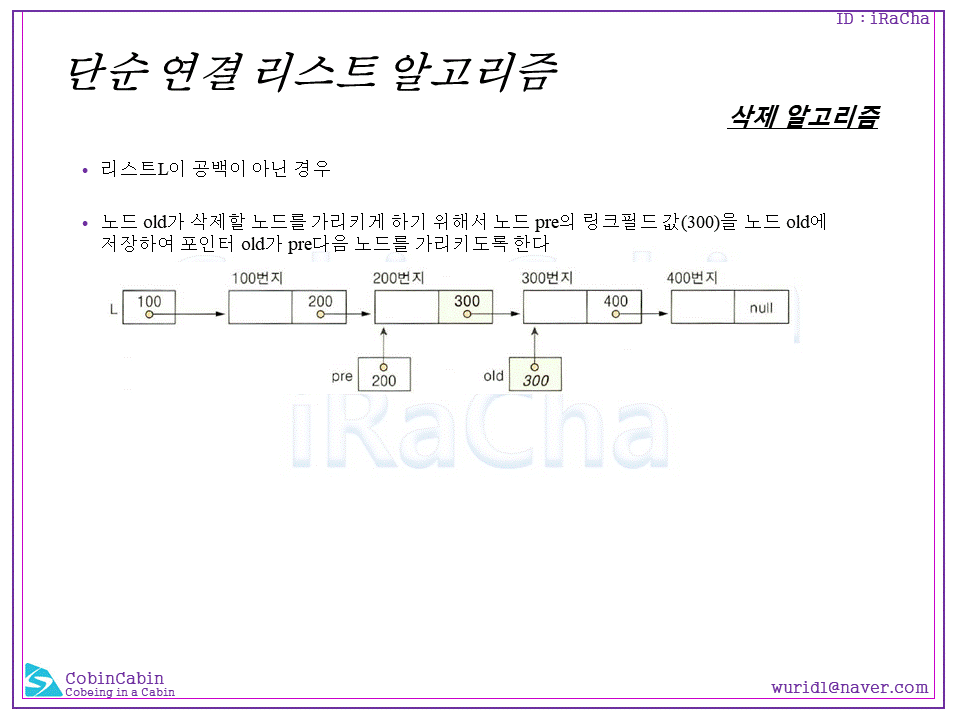 ID : iRaCha
단순 연결 리스트 알고리즘
삭제 알고리즘
• 리스트L이 공백이 아닌 경우
• 노드 old가 삭제할 노드를 가리키게 하기 위해서 노드 pre의 링크필드 값(300)을 노드 old에
저장하여 포인터 old가 pre다음 노드를 가리키도록 한다
100번지 200번지 300번지 400번지
L 100 200 300 400 null
pre 200 old 300
iRaCha
CobinCabin
Cobeing in a Cabin
wurid1@naver.com